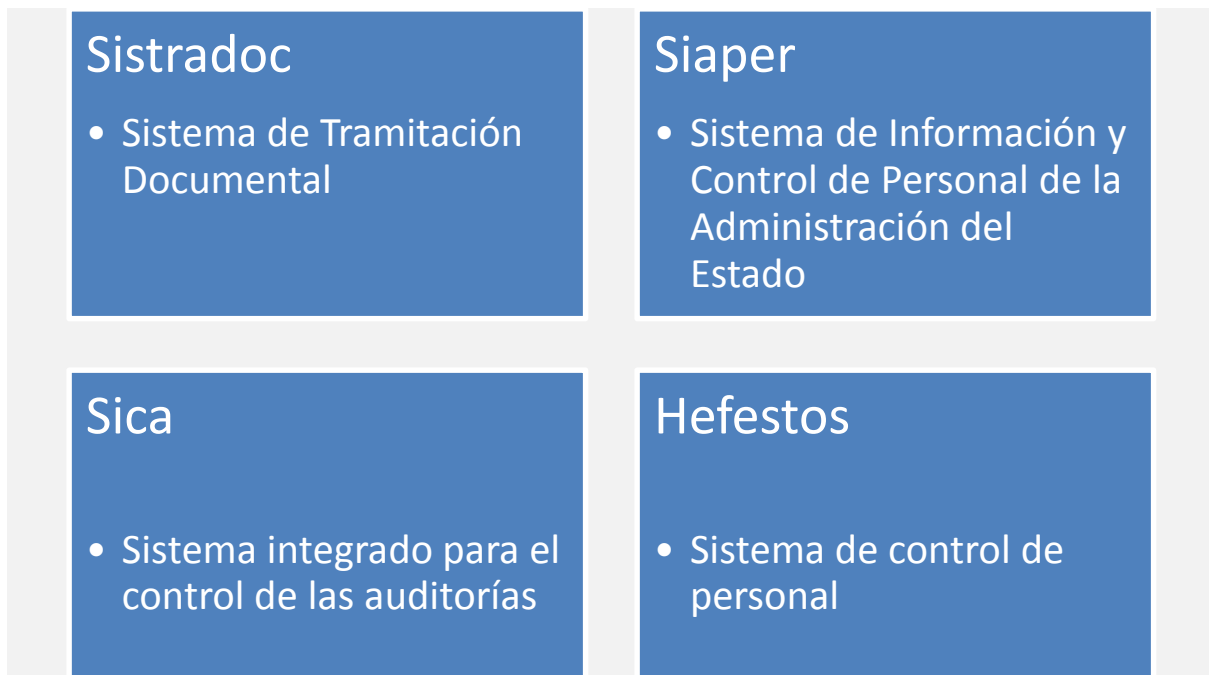 Sistradoc
• Sistema de Tramitación
Documental
Siaper
• Sistema de Información y
Control de Personal de la
Administración del
Estado
Sica
• Sistema integrado para el
control de las auditorías
Hefestos
• Sistema de control de
personal